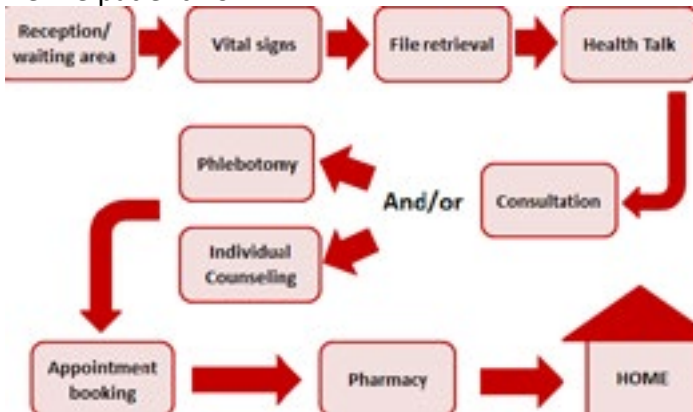 Reception/
waiting area
Vital signs
File retrieval
Health Talk
Phlebotomy
And/or
Consultation
Individual
Counseling
Appointment
booking
Pharmacy
HOME